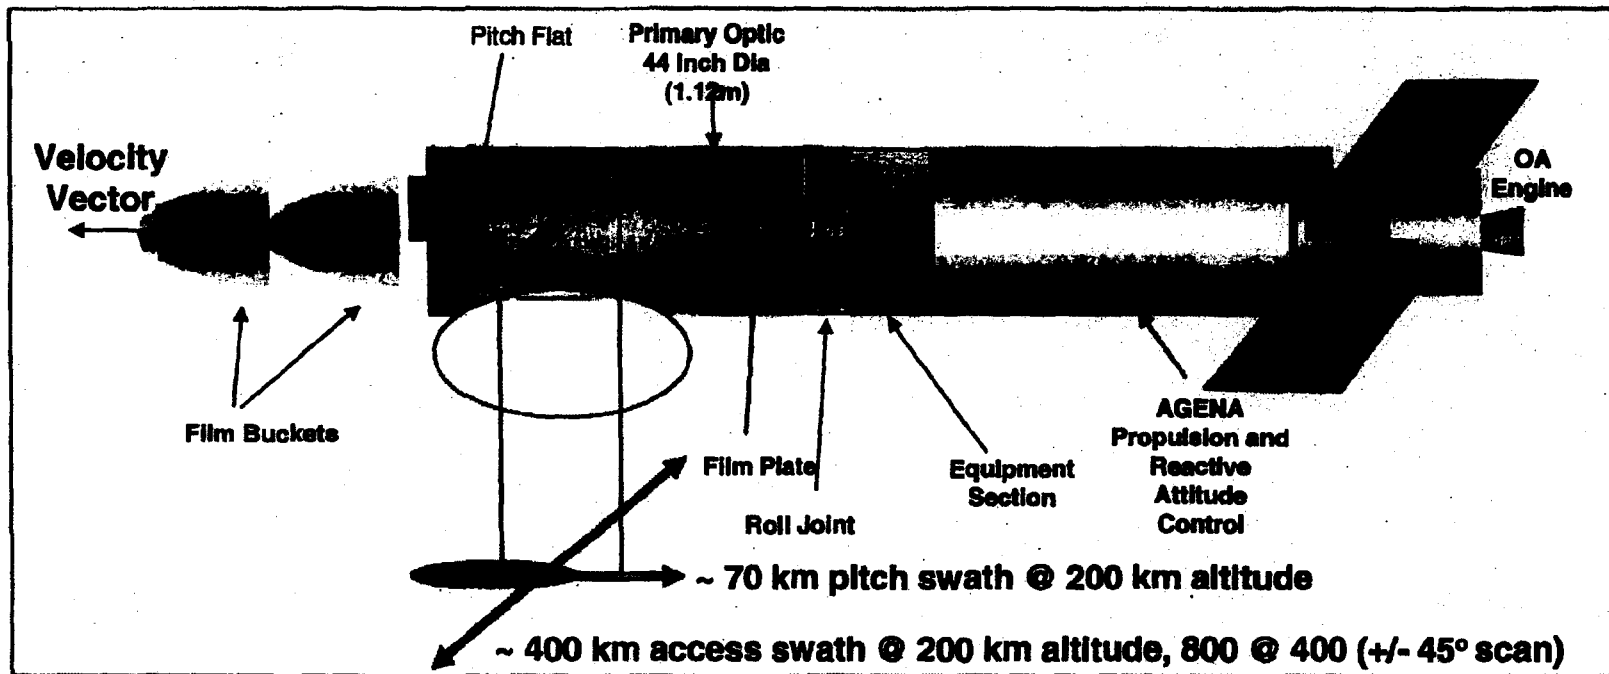 Pitch Flat
Primary Optic
44 Inch Dia
(1.12m)
Velocity
Vector
OA
Engine
Film Buckets
Film Plate
Roll Joint
Equipment
Section
AGENA
Propulsion and
Reactive
Attitude
Control
~ 70 km pitch swath @ 200 km altitude
~ 400 km access swath @ 200 km altitude, 800 @ 400 (+/- 45º scan)